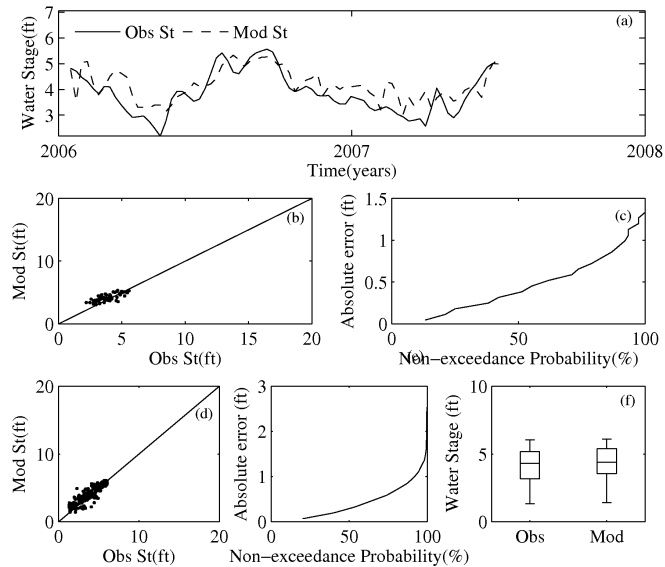 7
6
5
4
3
Water Stage(ft)
Obs St
Mod St
(a)
2006
2007
2008
Time(years)
20
10
0
Mod St(ft)
(b)
0
5
10
15
20
Obs St(ft)
1.5
1
0.5
0
Absolute error (ft)
(c)
0
50
100
(e)
Non−exceedance Probability(%)
20
10
0
Mod St(ft)
(d)
0
10
20
Obs St(ft)
3
2
1
0
Absolute error (ft)
0
50
100
Non−exceedance Probability(%)
10
5
0
Water Stage (ft)
(f)
Obs
Mod